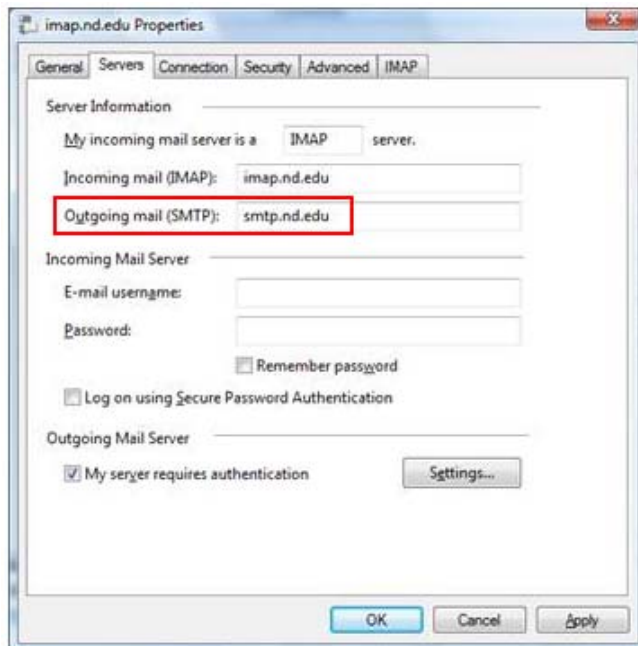 imap.nd.edu Properties
General Servers Connection Security Advanced IMAP
Server Information
My incoming mail server is a IMAP server.
Incoming mail (IMAP): imap.nd.edu
Outgoing mail (SMTP): smtp.nd.edu
Incoming Mail Server
E-mail username:
Password:
Remember password
Log on using Secure Password Authentication
Outgoing Mail Server
My server requires authentication Settings...
OK Cancel Apply